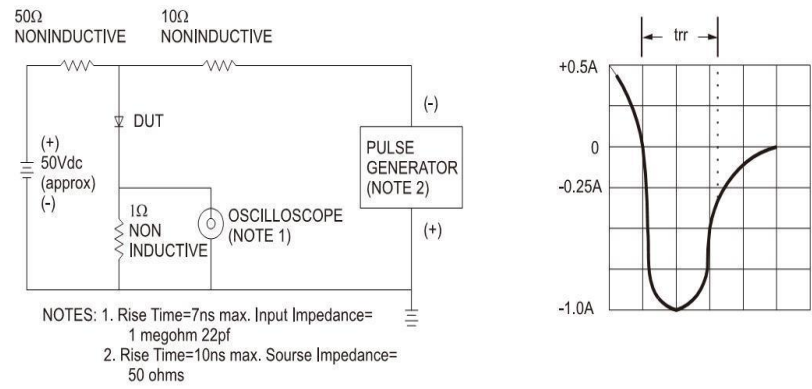 50Ω
NONINDUCTIVE
10Ω
NONINDUCTIVE
DUT
(+)
50Vdc
(approx)
(-)
1Ω
NON
INDUCTIVE
OSCILLOSCOPE
(NOTE 1)
(-)
PULSE
GENERATOR
(NOTE 2)
(+)
NOTES: 1. Rise Time=7ns max. Input Impedance=
1 megohm 22pf
2. Rise Time=10ns max. Sourse Impedance=
50 ohms
trr
+0.5A
0
-0.25A
-1.0A